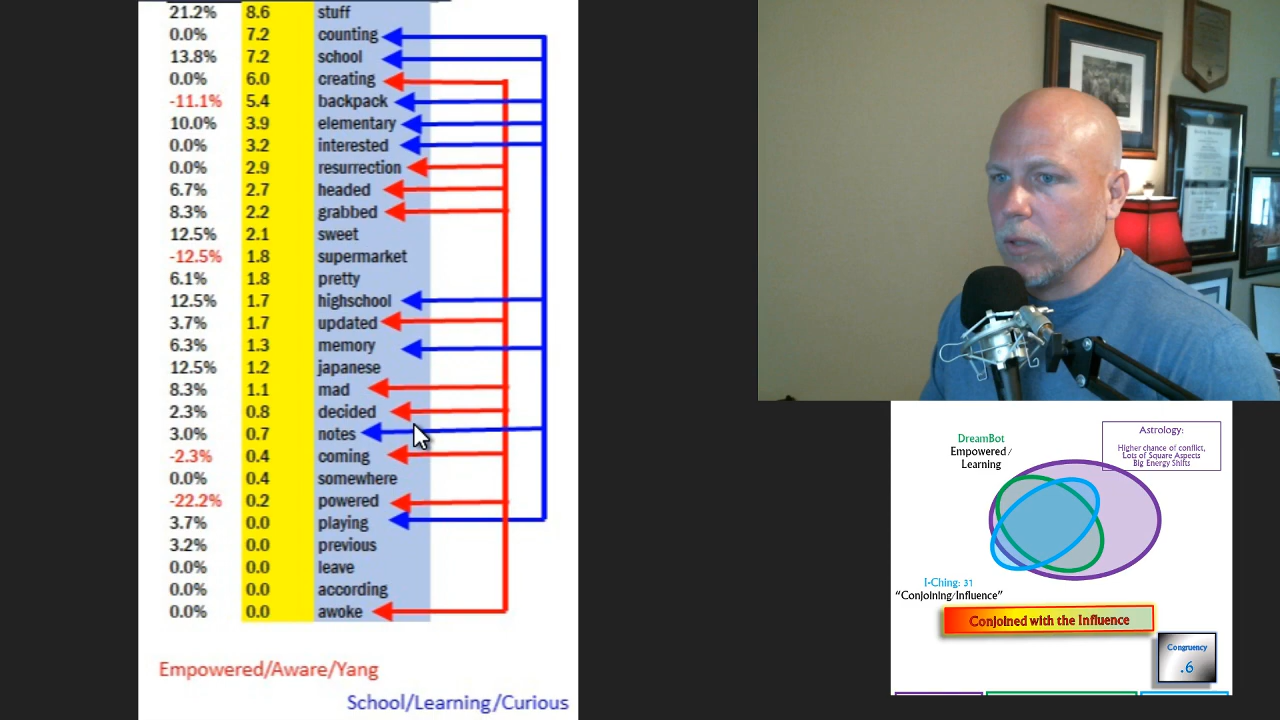 21.2% 8.6 stuff
0.0% 7.2 counting
13.8% 7.2 school
0.0% 6.0 creating
-11.1% 5.4 backpack
10.0% 3.9 elementary
0.0% 3.2 interested
0.0% 2.9 resurrection
6.7% 2.7 headed
8.3% 2.2 grabbed
12.5% 2.1 sweet
-12.5% 1.8 supermarket
6.1% 1.8 pretty
12.5% 1.7 highschool
3.7% 1.7 updated
6.3% 1.3 memory
12.5% 1.2 japanese
8.3% 1.1 mad
2.3% 0.8 decided
3.0% 0.7 notes
-2.3% 0.4 coming
0.0% 0.4 somewhere
-22.2% 0.2 powered
3.7% 0.0 playing
3.2% 0.0 previous
0.0% 0.0 leave
0.0% 0.0 according
0.0% 0.0 awoke
Empowered/Aware/Yang
School/Learning/Curious
DreamBot
Empowered/
Learning
Astrology:
Higher chance of conflict,
Lots of Square Aspects
Big Energy Shifts
I-Ching: 31
"Conjoining/Influence"
Conjoined with the Influence
Congruency
.6